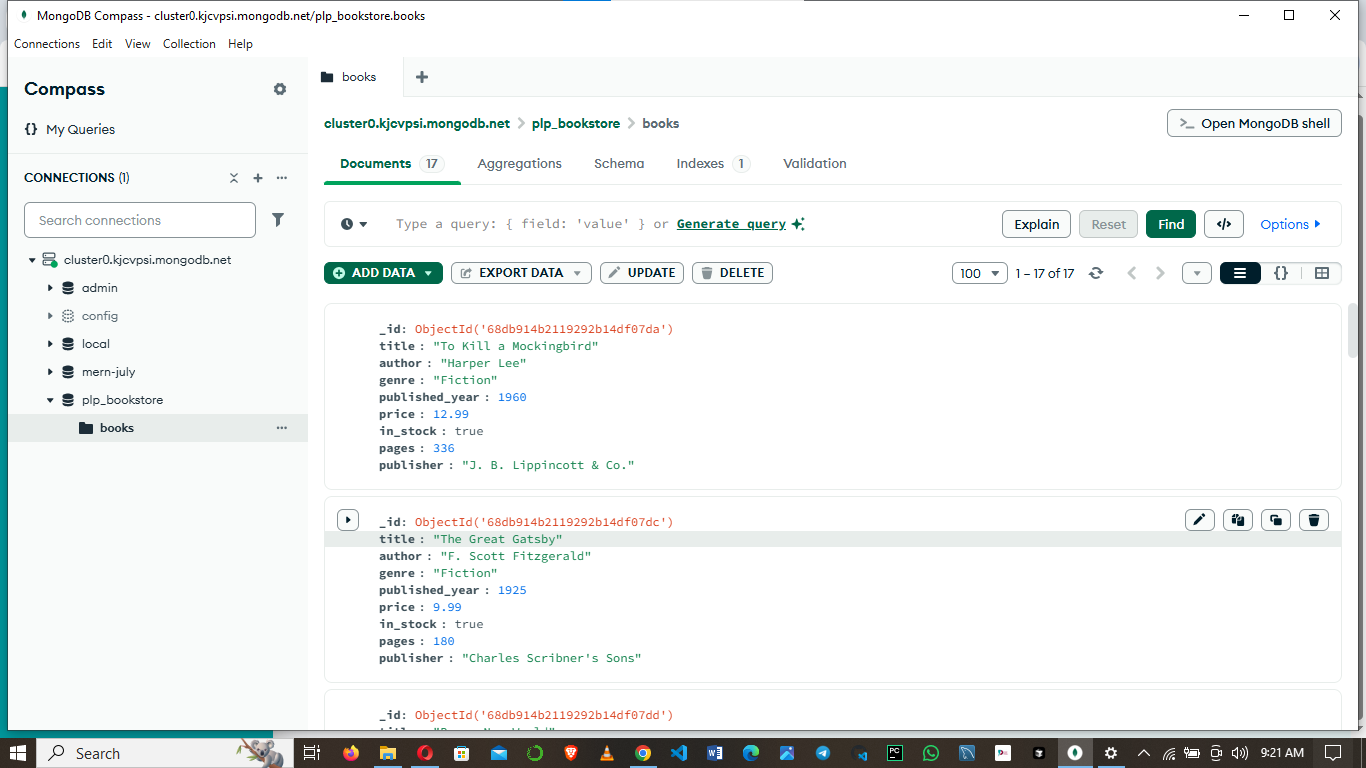 MongoDB Compass - cluster0.kjcvpsi.mongodb.net/plp_bookstore.books
Connections Edit View Collection Help
Compass
{} My Queries
CONNECTIONS (1)
Search connections
cluster0.kjcvpsi.mongodb.net
admin
config
local
mern-july
plp_bookstore
books
books
cluster0.kjcvpsi.mongodb.net > plp_bookstore > books
>_ Open MongoDB shell
Documents 17 Aggregations Schema Indexes 1 Validation
Type a query: { field: 'value' } or Generate query
Explain Reset Find </> Options
ADD DATA EXPORT DATA UPDATE DELETE
100 1 – 17 of 17 {}
_id: ObjectId('68db914b2119292b14df07da')
title : "To Kill a Mockingbird"
author : "Harper Lee"
genre : "Fiction"
published_year : 1960
price : 12.99
in_stock : true
pages : 336
publisher : "J. B. Lippincott & Co."
_id: ObjectId('68db914b2119292b14df07dc')
title : "The Great Gatsby"
author : "F. Scott Fitzgerald"
genre : "Fiction"
published_year : 1925
price : 9.99
in_stock : true
pages : 180
publisher : "Charles Scribner's Sons"
_id: ObjectId('68db914b2119292b14df07dd')
Search
9:21 AM